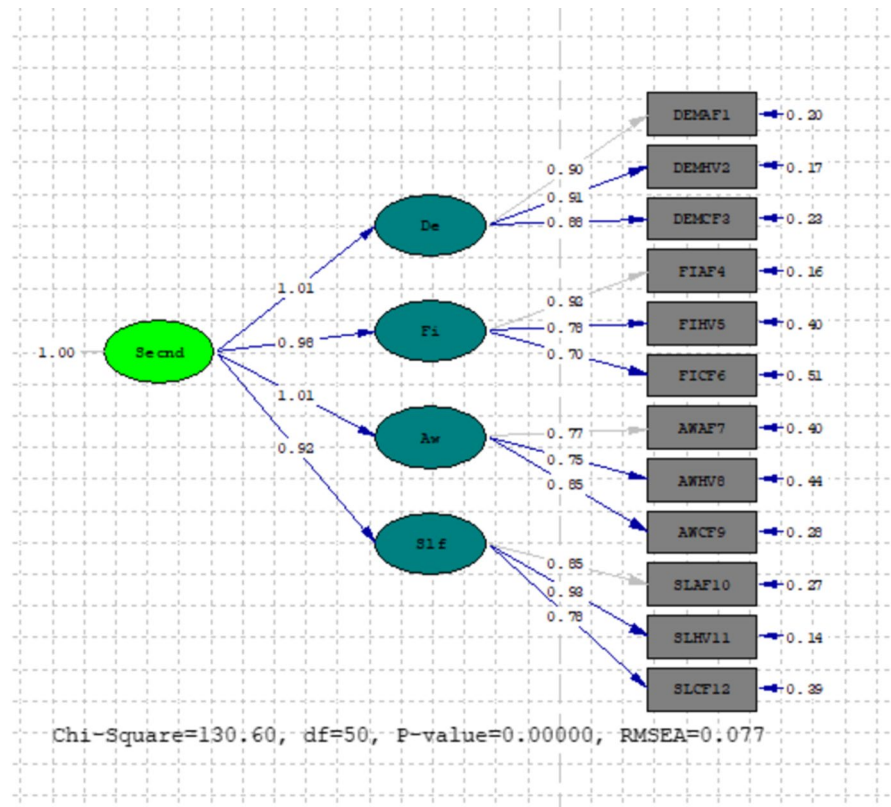 DEMAF1
0.20
0.90
DEMHV2
0.17
0.91
DEMCF3
0.23
0.88
De
FIAF4
0.16
1.01
0.92
FIHV5
0.40
0.78
Fi
FICF6
0.51
0.70
1.00
Secnd
1.01
AWAF7
0.40
0.77
Aw
0.92
0.75
AWHV8
0.44
0.85
AWCF9
0.28
Slf
0.85
SLAF10
0.27
0.93
0.78
SLHV11
0.14
SLCF12
0.39
Chi-Square=130.60, df=50, P-value=0.00000, RMSEA=0.077